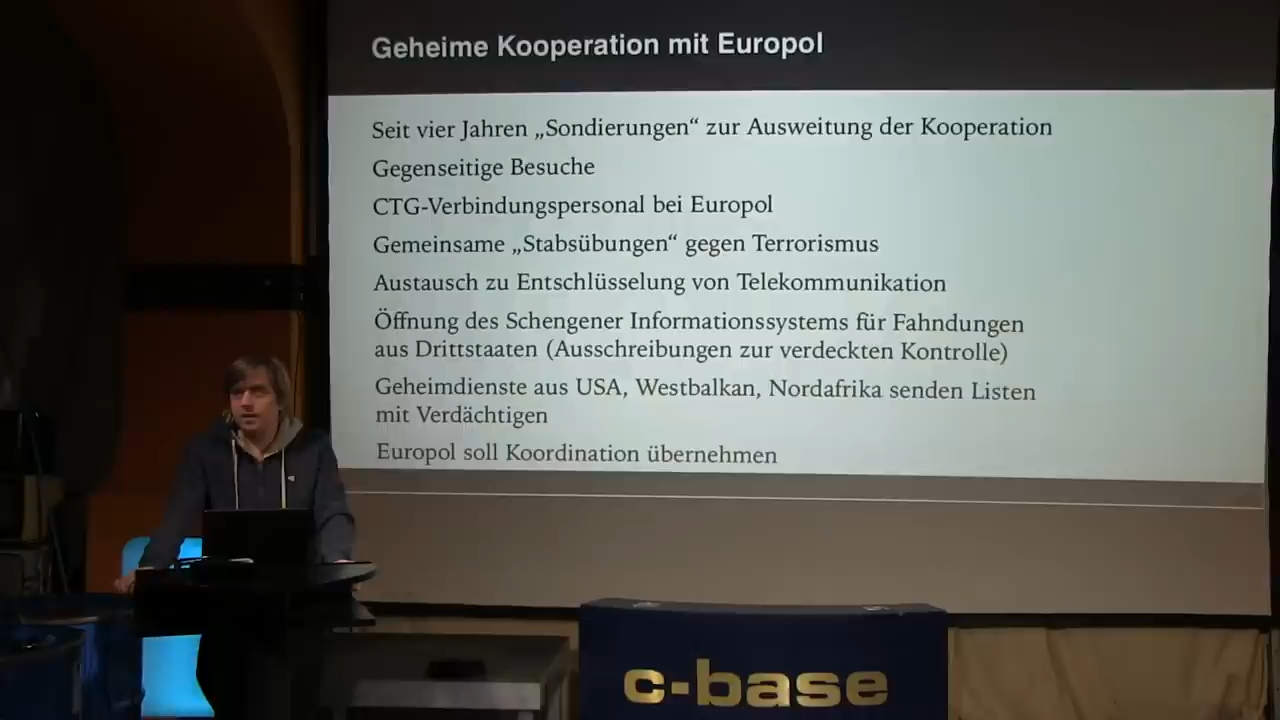 Geheime Kooperation mit Europol
Seit vier Jahren „Sondierungen“ zur Ausweitung der Kooperation
Gegenseitige Besuche
CTG-Verbindungspersonal bei Europol
Gemeinsame „Stabsübungen“ gegen Terrorismus
Austausch zu Entschlüsselung von Telekommunikation
Öffnung des Schengener Informationssystems für Fahndungen
aus Drittstaaten (Ausschreibungen zur verdeckten Kontrolle)
Geheimdienste aus USA, Westbalkan, Nordafrika senden Listen
mit Verdächtigen
Europol soll Koordination übernehmen
c-base